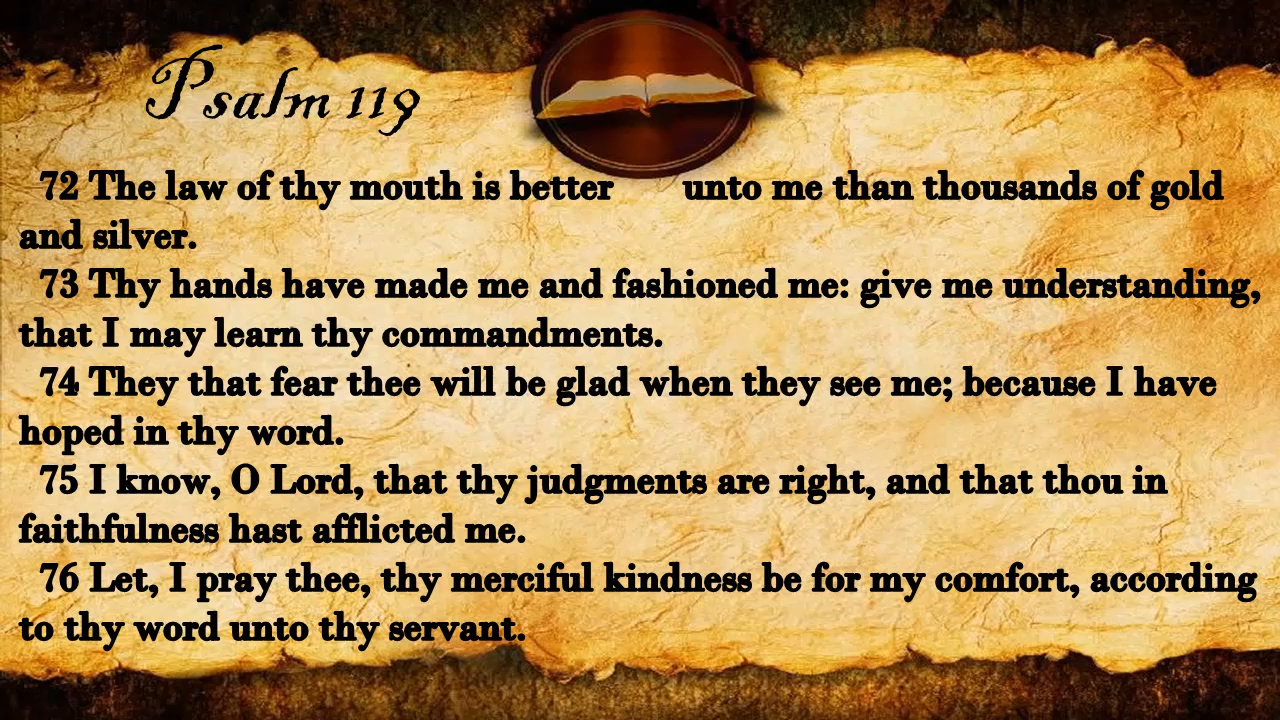 Psalm 119
72 The law of thy mouth is better unto me than thousands of gold
and silver.
73 Thy hands have made me and fashioned me: give me understanding,
that I may learn thy commandments.
74 They that fear thee will be glad when they see me; because I have
hoped in thy word.
75 I know, O Lord, that thy judgments are right, and that thou in
faithfulness hast afflicted me.
76 Let, I pray thee, thy merciful kindness be for my comfort, according
to thy word unto thy servant.